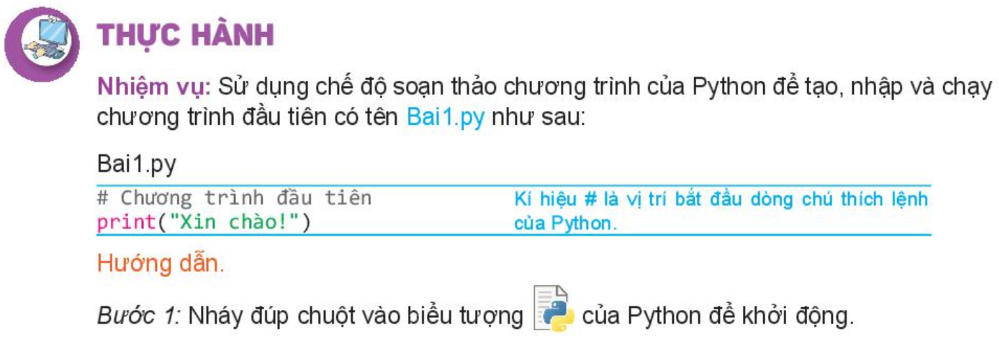 THỰC HÀNH
Nhiệm vụ: Sử dụng chế độ soạn thảo chương trình của Python để tạo, nhập và chạy
chương trình đầu tiên có tên Bai1.py như sau:
Bai1.py
# Chương trình đầu tiên
print("Xin chào!")
Kí hiệu # là vị trí bắt đầu dòng chú thích lệnh
của Python.
Hướng dẫn.
Bước 1: Nháy đúp chuột vào biểu tượng của Python để khởi động.